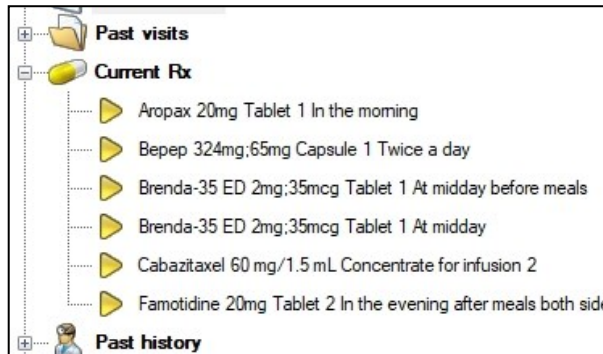 Past visits
Current Rx
Aropax 20mg Tablet 1 In the morning
Bepep 324mg;65mg Capsule 1 Twice a day
Brenda-35 ED 2mg;35mcg Tablet 1 At midday before meals
Brenda-35 ED 2mg;35mcg Tablet 1 At midday
Cabazitaxel 60 mg/1.5 mL Concentrate for infusion 2
Famotidine 20mg Tablet 2 In the evening after meals both side
Past history